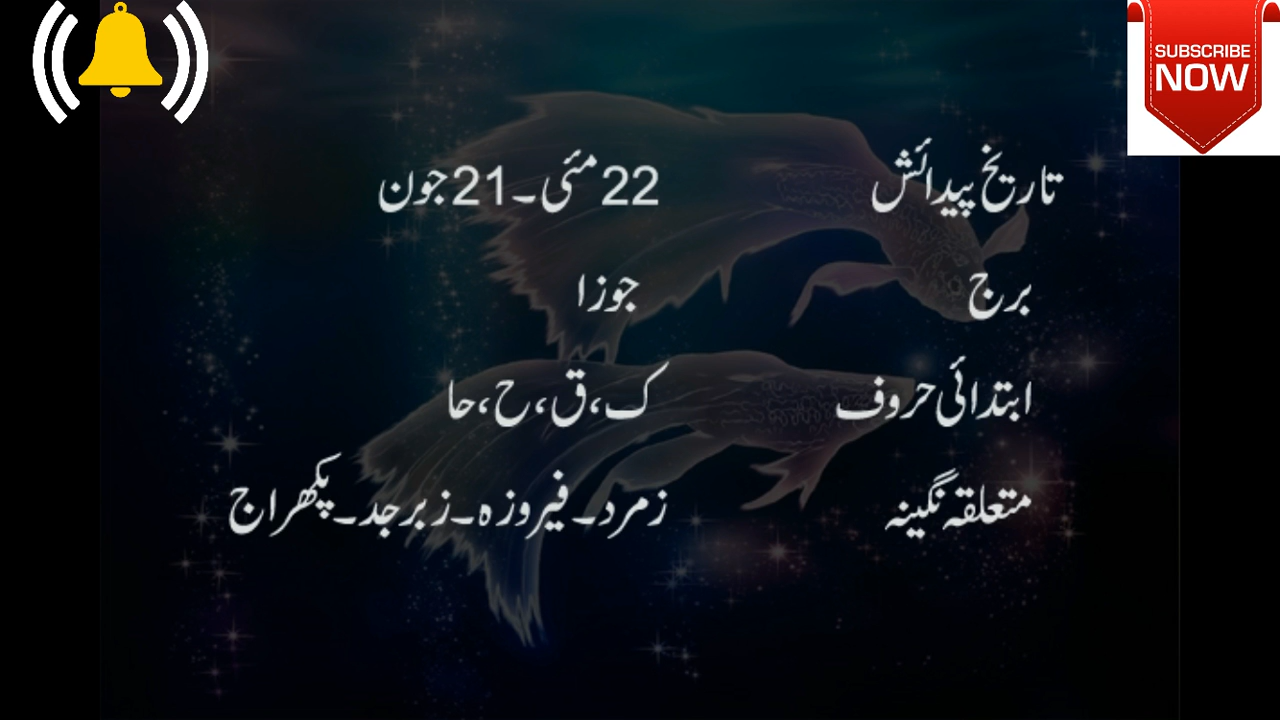 SUBSCRIBE
NOW
تاریخ پیدائش 22 مئی۔21 جون
برج جوزا
ابتدائی حروف ک،ق،ح،حا
متعلقہ نگینہ زمرد۔فیروزہ۔زبرجد۔پکھراج